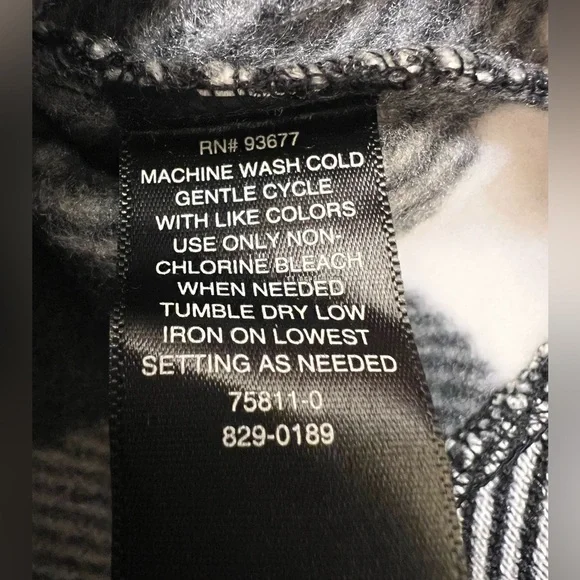 RN# 93677
MACHINE WASH COLD
GENTLE CYCLE
WITH LIKE COLORS
USE ONLY NON-
CHLORINE BLEACH
WHEN NEEDED
TUMBLE DRY LOW
IRON ON LOWEST
SETTING AS NEEDED
75811-0
829-0189